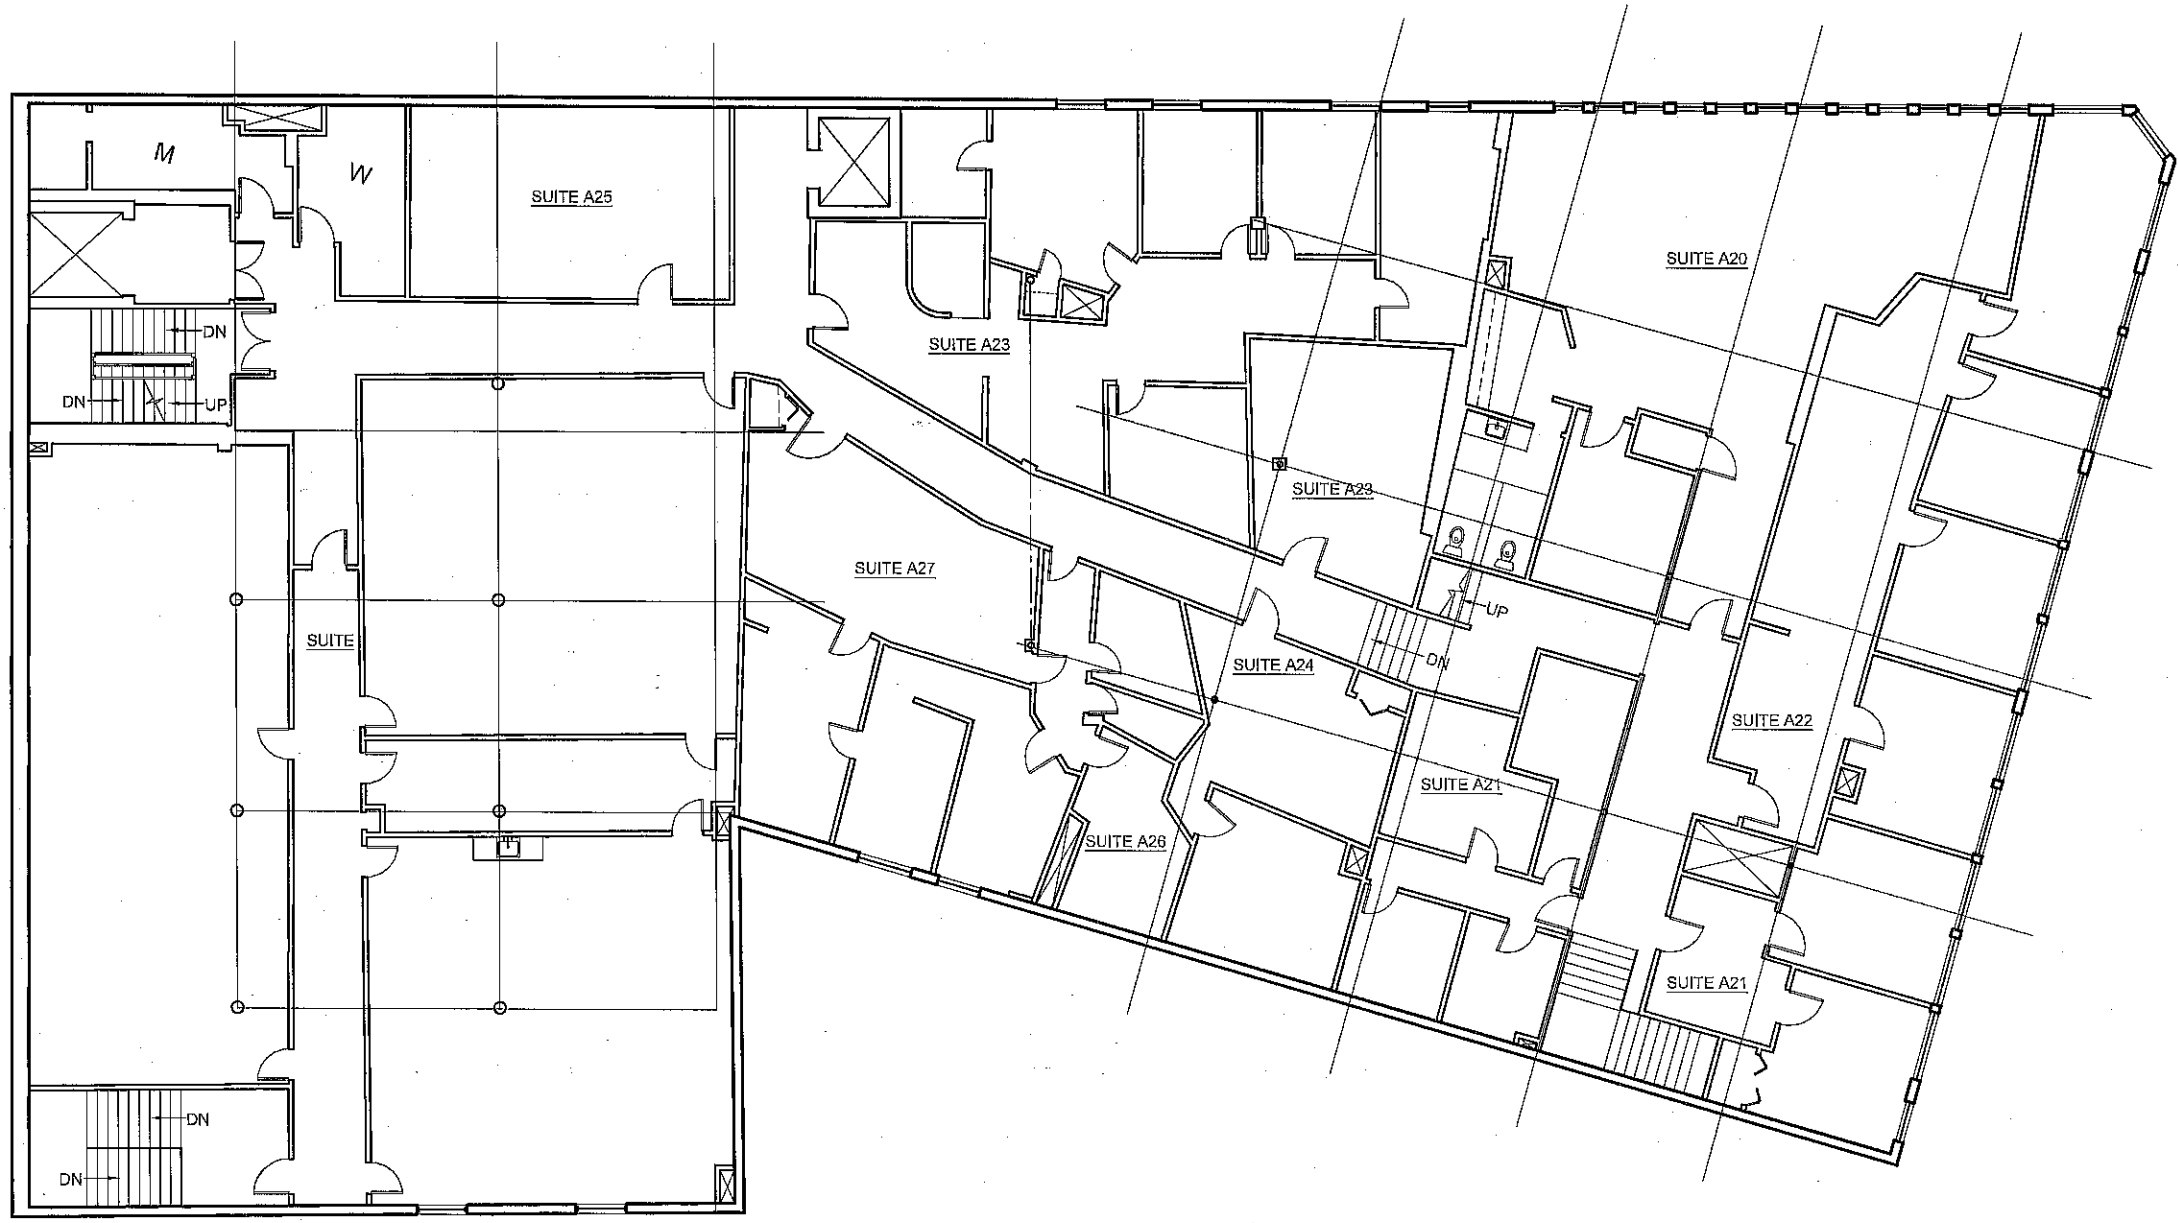 M
W
SUITE A25
SUITE A20
DN
SUITE A23
DN
UP
SUITE A23
SUITE A27
UP
SUITE
DN
SUITE A24
SUITE A22
SUITE A21
SUITE A26
SUITE A21
DN
DN